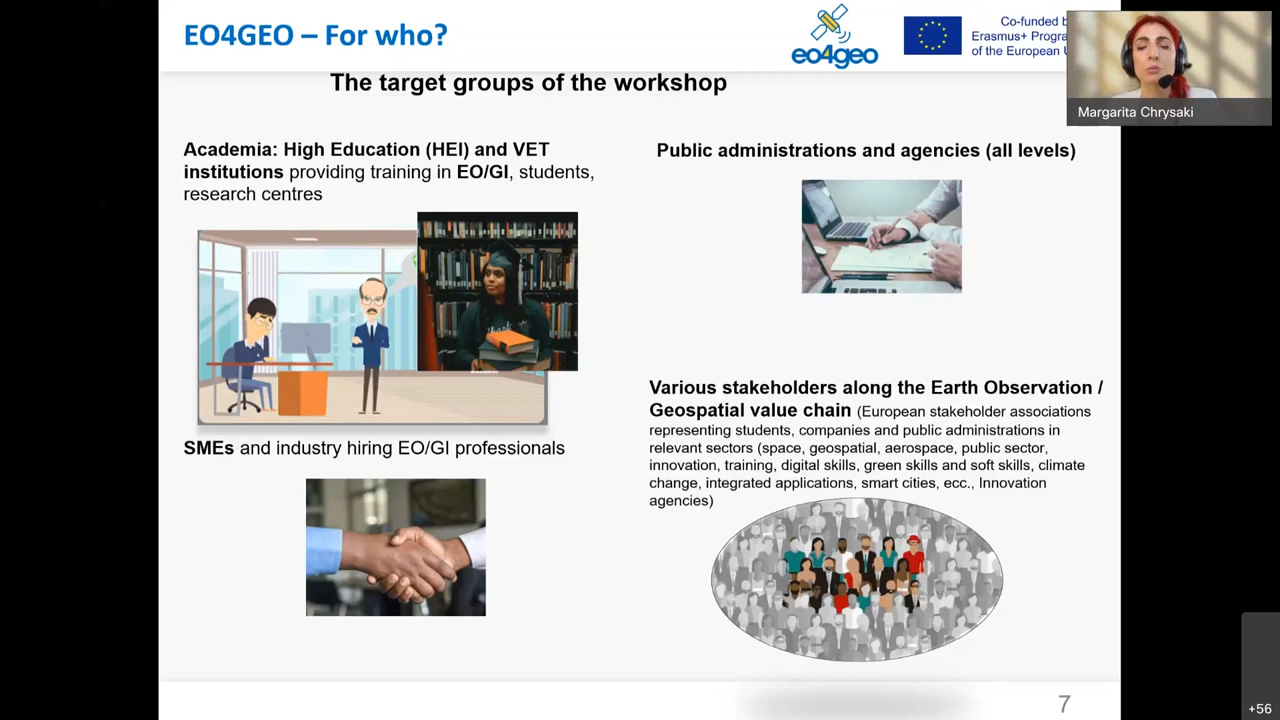 EO4GEO – For who?
eo4geo
Co-funded b
Erasmus+ Progra
of the European
Margarita Chrysaki
The target groups of the workshop
Academia: High Education (HEI) and VET
institutions providing training in EO/GI, students,
research centres
Public administrations and agencies (all levels)
SMEs and industry hiring EO/GI professionals
Various stakeholders along the Earth Observation /
Geospatial value chain (European stakeholder associations
representing students, companies and public administrations in
relevant sectors (space, geospatial, aerospace, public sector,
innovation, training, digital skills, green skills and soft skills, climate
change, integrated applications, smart cities, ecc., Innovation
agencies)
7
+56